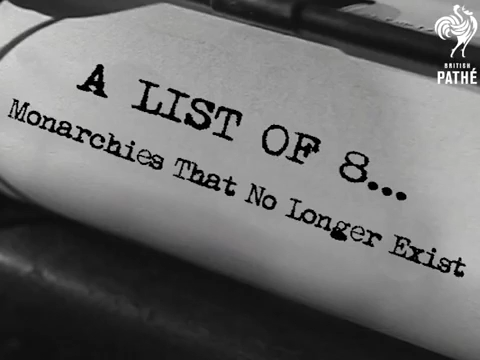 BRITISH
PATHÉ
A LIST OF 8...
Monarchies That No Longer Exist